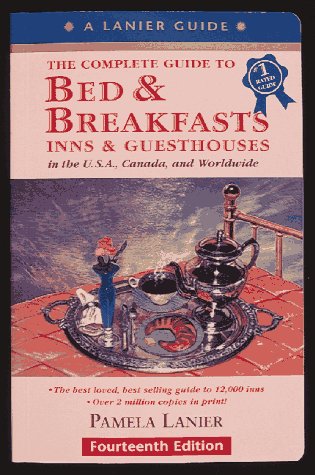 A LANIER GUIDE
THE COMPLETE GUIDE TO
BED &
BREAKFASTS
INNS & GUESTHOUSES
in the U.S.A., Canada, and Worldwide
#1
RATED
GUIDE
•The best loved, best selling guide to 12,000 inns
•Over 2 million copies in print!
PAMELA LANIER
Fourteenth Edition